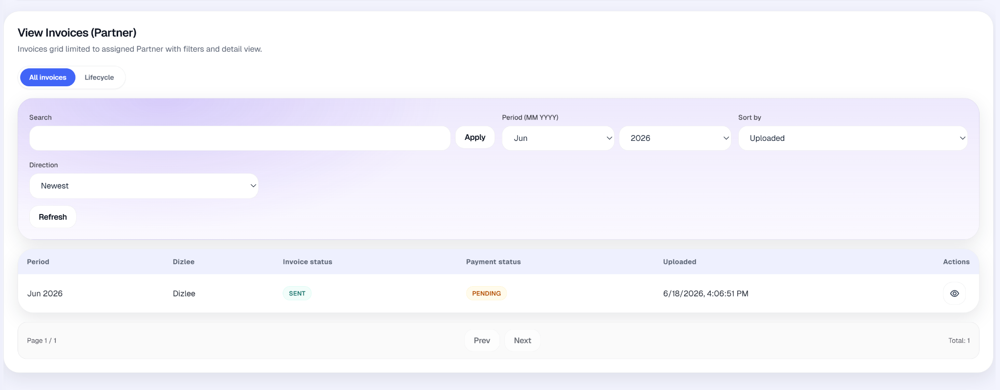 View Invoices (Partner)
Invoices grid limited to assigned Partner with filters and detail view.
All invoices Lifecycle
Search Period (MM YYYY) Sort by
Apply Jun 2026 Uploaded
Direction
Newest
Refresh
Period Dizlee Invoice status Payment status Uploaded Actions
Jun 2026 Dizlee SENT PENDING 6/18/2026, 4:06:51 PM
Page 1 / 1 Prev Next Total: 1